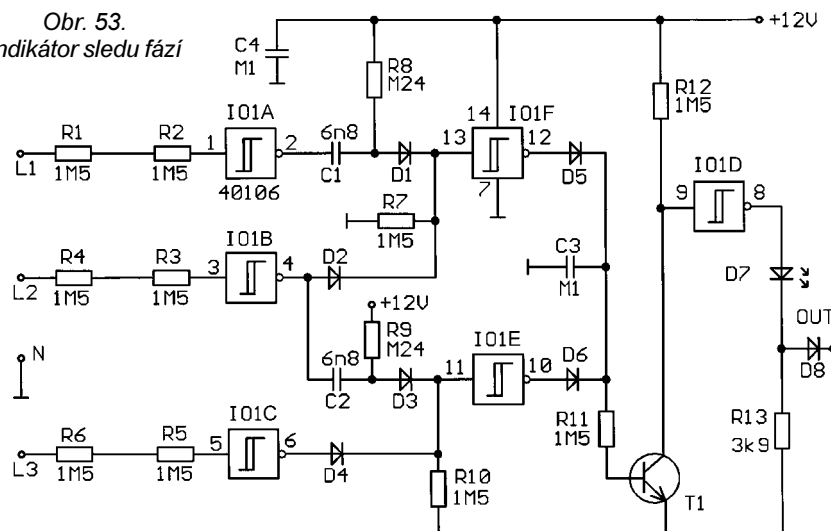 Obr. 53.
ndikátor sledu fází
+12V
C4
M1
R8
M24
R12
1M5
R1
1M5
R2
1M5
IO1A
1
2
40106
6n8
C1
D1
14
13
IO1F
12
7
D5
R7
1M5
IO1D
9
8
L1
IO1B
R4
1M5
R3
1M5
3
4
D2
L2
C3
M1
D7
+12V
R9
M24
OUT
D8
N
6n8
C2
D3
IO1E
11
10
D6
IO1C
R6
1M5
R5
1M5
5
6
D4
L3
R10
1M5
R11
1M5
R13
3k9
T1